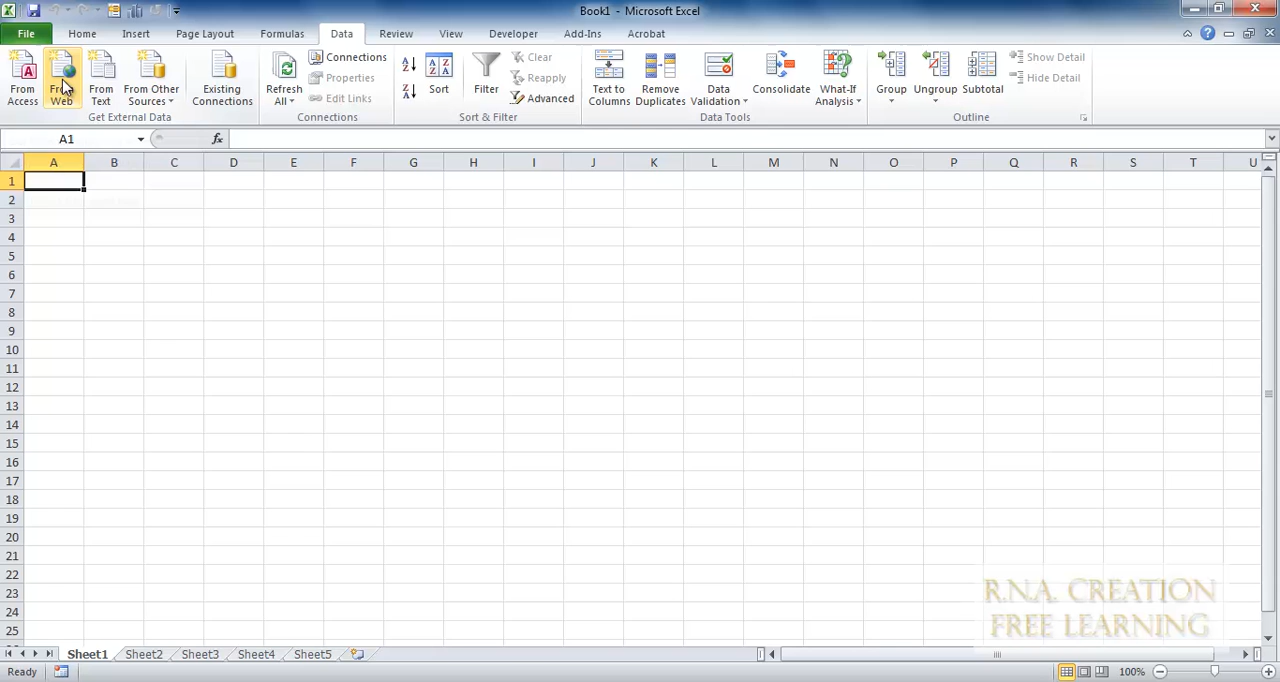 Book1 - Microsoft Excel
File Home Insert Page Layout Formulas Data Review View Developer Add-Ins Acrobat
From Access
From Web
From Text
From Other Sources
Existing Connections
Get External Data
Refresh All
Connections
Properties
Edit Links
Connections
Sort
Filter
Clear
Reapply
Advanced
Sort & Filter
Text to Columns
Remove Duplicates
Data Validation
Consolidate
What-If Analysis
Data Tools
Group
Ungroup
Subtotal
Show Detail
Hide Detail
Outline
A1 fx
A B C D E F G H I J K L M N O P Q R S T U
1
2
3
4
5
6
7
8
9
10
11
12
13
14
15
16
17
18
19
20
21
22
23
24
25
R.N.A. CREATION
FREE LEARNING
Sheet1 Sheet2 Sheet3 Sheet4 Sheet5
Ready 100%